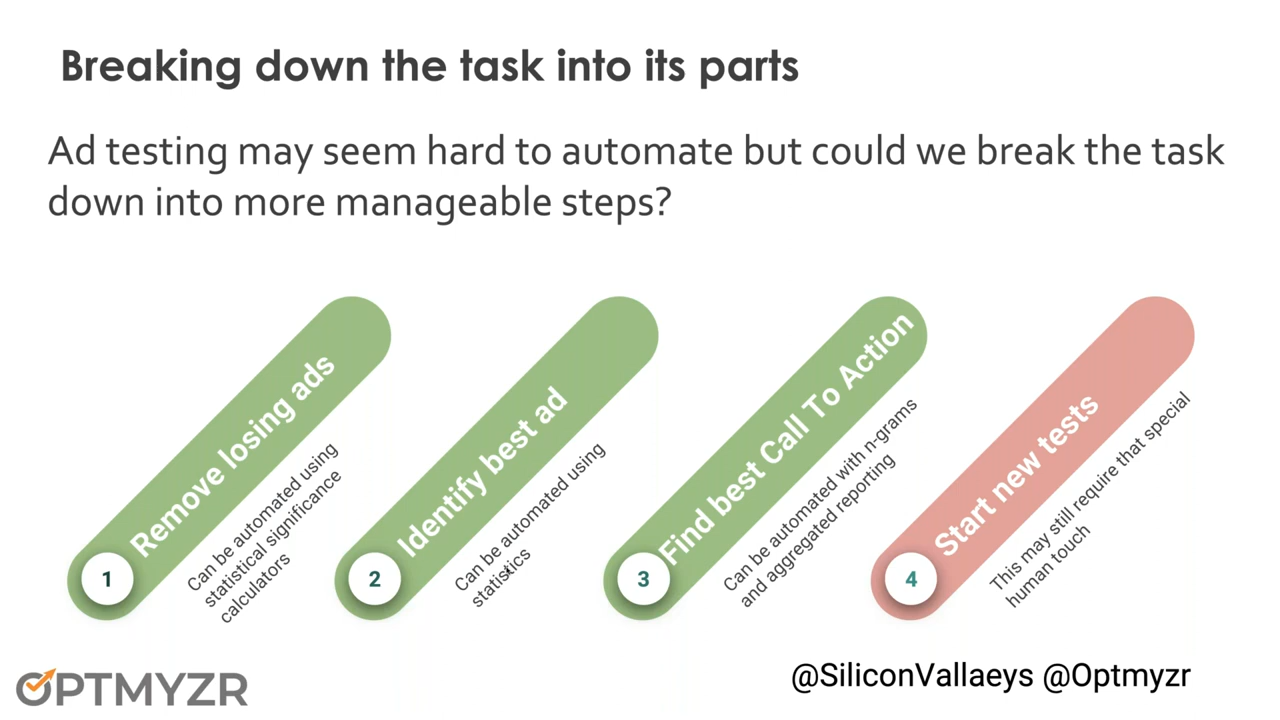 Breaking down the task into its parts
Ad testing may seem hard to automate but could we break the task
down into more manageable steps?
1
Remove losing ads
Can be automated using
statistical significance
calculators
2
Identify best ad
Can be automated using
statistics
3
Find best Call To Action
Can be automated with n-grams
and aggregated reporting
4
Start new tests
This may still require that special
human touch
OPTMYZR
@SiliconVallaeys @Optmyzr